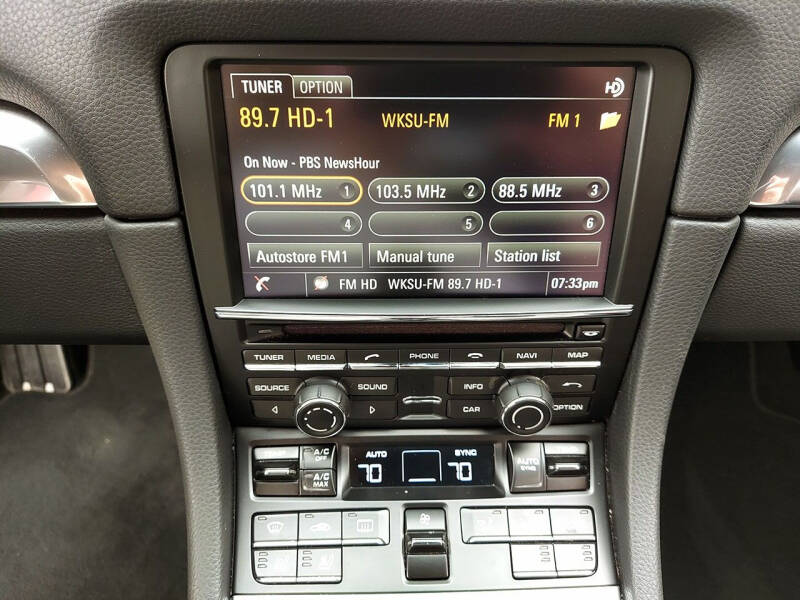 TUNER OPTION
89.7 HD-1 WKSU-FM FM 1
On Now - PBS NewsHour
101.1 MHz 1 103.5 MHz 2 88.5 MHz 3
4 5 6
Autostore FM1 Manual tune Station list
FM HD WKSU-FM 89.7 HD-1 07:33pm
TUNER MEDIA PHONE NAVI MAP
SOURCE SOUND INFO
CAR OPTION
A/C OFF AUTO SYNC AUTO
70 70 SYNC
A/C MAX